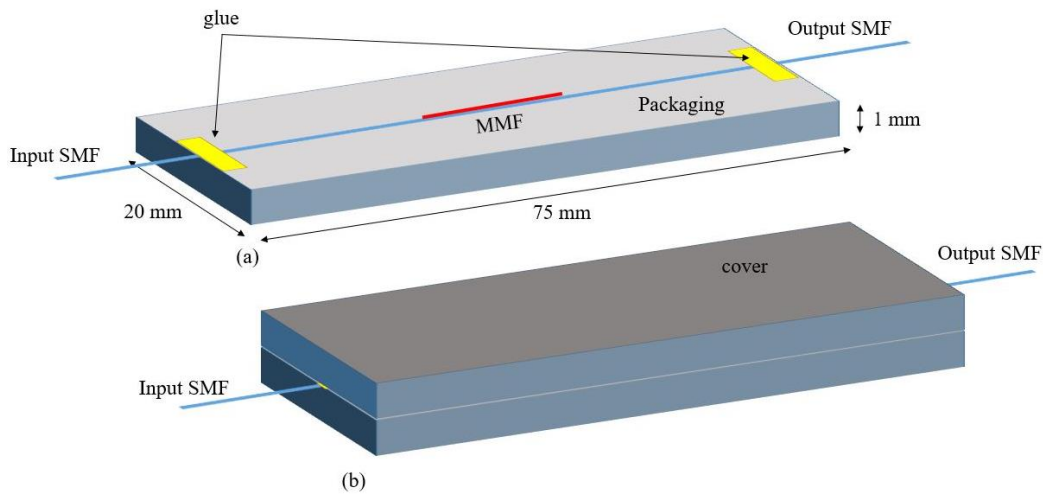 glue
Output SMF
Packaging
MMF
1 mm
Input SMF
20 mm
75 mm
(a)
Output SMF
cover
Input SMF
(b)